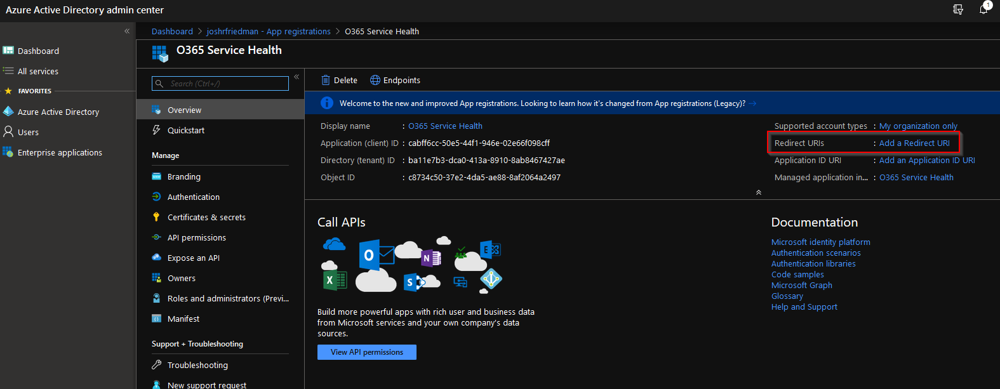 Azure Active Directory admin center
1
«
Dashboard > joshrfriedman - App registrations > O365 Service Health
Dashboard
All services
FAVORITES
Azure Active Directory
Users
Enterprise applications
O365 Service Health
Search (Ctrl+/)
«
Overview
Quickstart
Manage
Branding
Authentication
Certificates & secrets
API permissions
Expose an API
Owners
Roles and administrators (Previ...
Manifest
Support + Troubleshooting
Troubleshooting
New support request
Delete Endpoints
Welcome to the new and improved App registrations. Looking to learn how it's changed from App registrations (Legacy)? →
Display name : O365 Service Health
Application (client) ID : cabff6cc-50e5-44f1-946e-02e66f098cff
Directory (tenant) ID : ba11e7b3-dca0-413a-8910-8ab8467427ae
Object ID : c8734c50-37e2-4da5-ae88-8af2064a2497
Supported account types : My organization only
Redirect URIs : Add a Redirect URI
Application ID URI : Add an Application ID URI
Managed application in... : O365 Service Health
Call APIs
O
N
E
X
S
Build more powerful apps with rich user and business data
from Microsoft services and your own company's data
sources.
View API permissions
Documentation
Microsoft identity platform
Authentication scenarios
Authentication libraries
Code samples
Microsoft Graph
Glossary
Help and Support